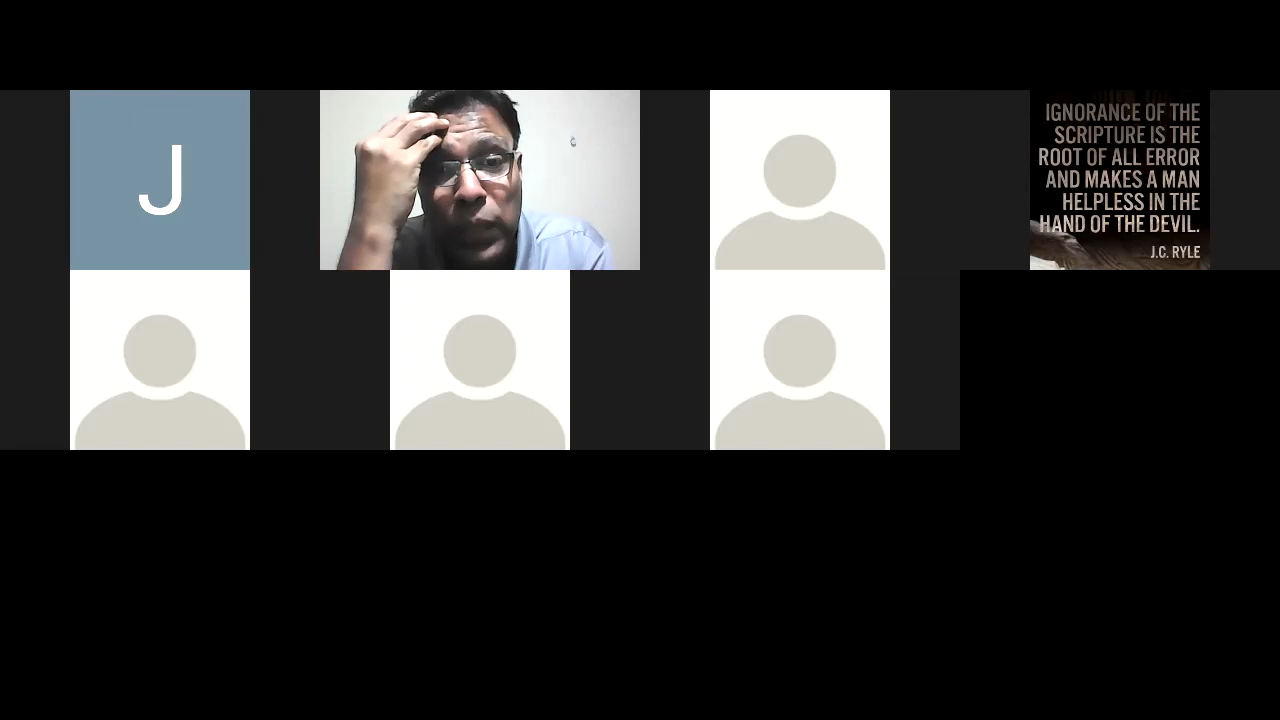 J
IGNORANCE OF THE
SCRIPTURE IS THE
ROOT OF ALL ERROR
AND MAKES A MAN
HELPLESS IN THE
HAND OF THE DEVIL.
J.C. RYLE